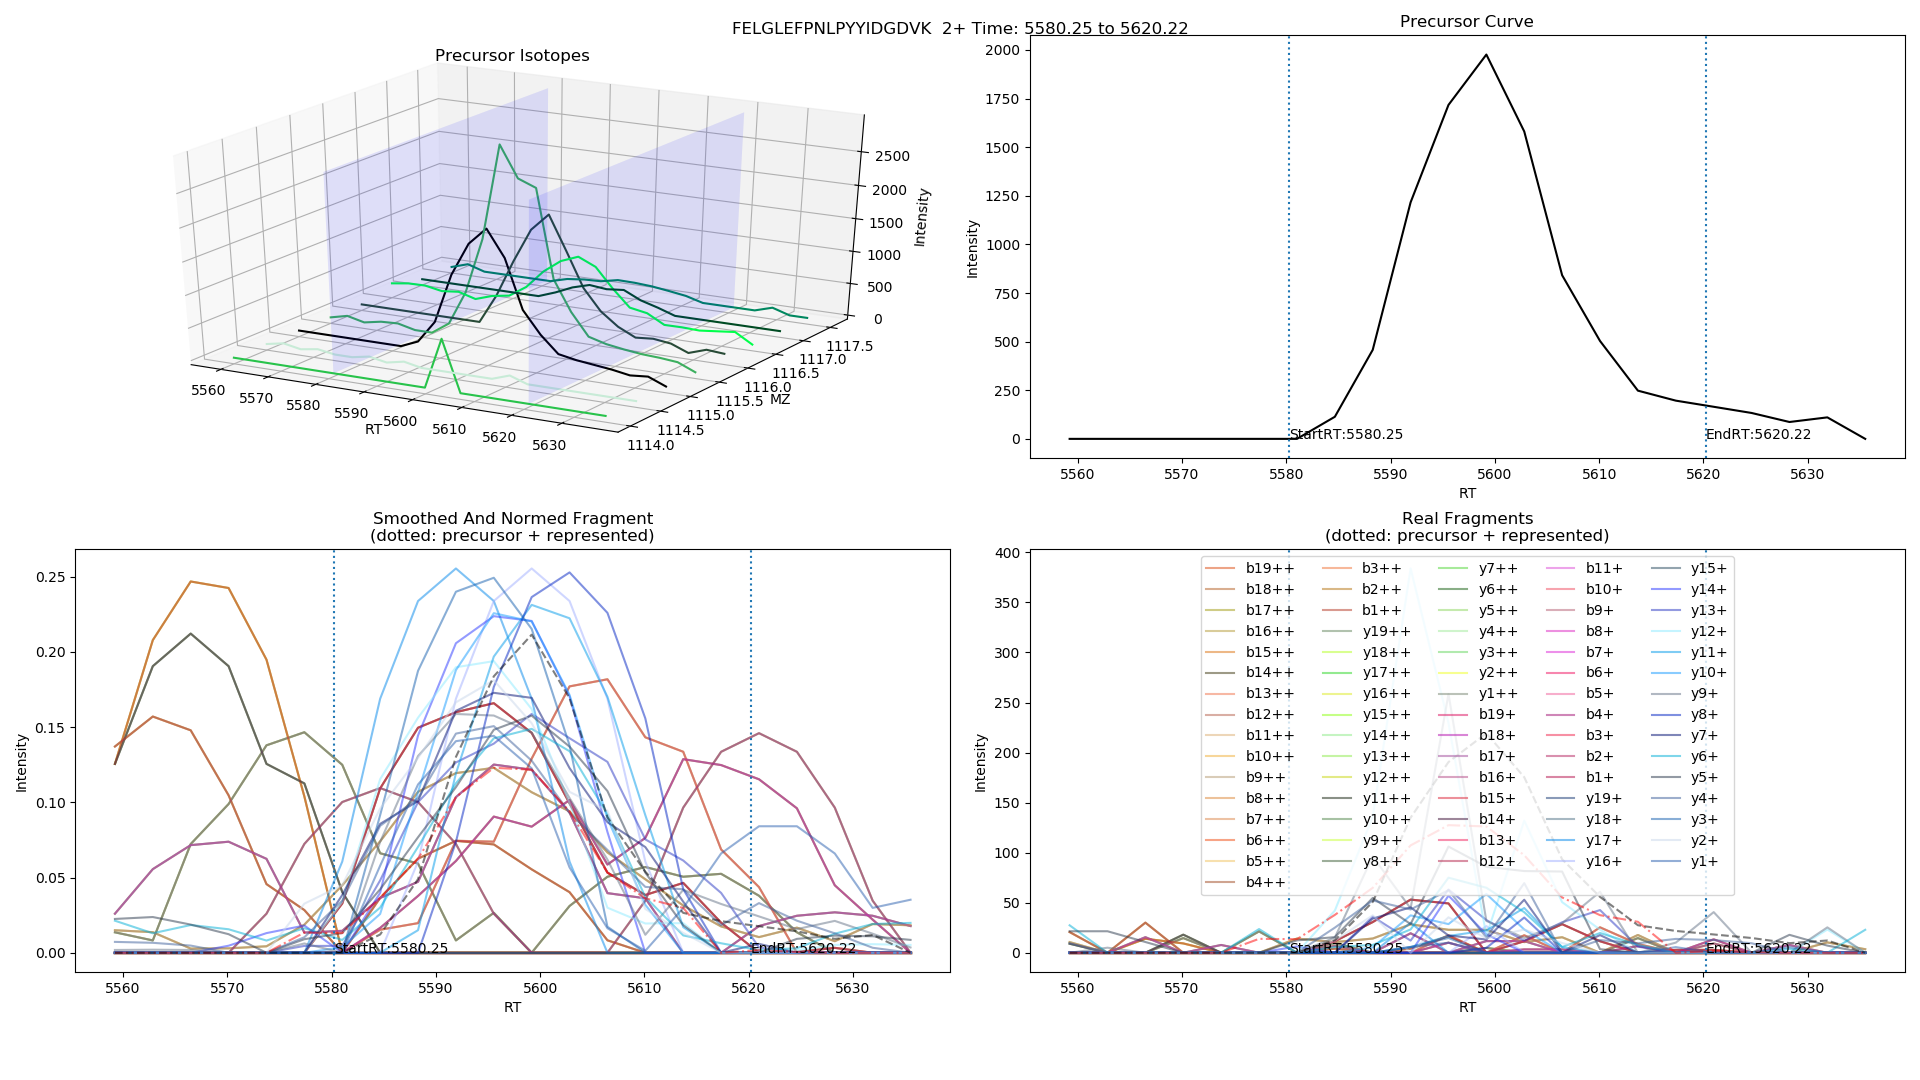 FELGLEFPNLPYYIDGDVK  2+ Time: 5580.25 to 5620.22
Precursor Isotopes
5560
5570
5580
5590
5600
5610
5620
5630
RT
1114.0
1114.5
1115.0
1115.5
1116.0
1116.5
1117.0
1117.5
MZ
0
500
1000
1500
2000
2500
Intensity
Precursor Curve
2000
1750
1500
1250
1000
750
500
250
0
Intensity
StartRT:5580.25
EndRT:5620.22
5560 5570 5580 5590 5600 5610 5620 5630
RT
Smoothed And Normed Fragment
(dotted: precursor + represented)
0.25
0.20
0.15
0.10
0.05
0.00
Intensity
StartRT:5580.25
EndRT:5620.22
5560 5570 5580 5590 5600 5610 5620 5630
RT
Real Fragments
(dotted: precursor + represented)
400
350
300
250
200
150
100
50
0
Intensity
b19++ b3++ y7++ b11+ y15+
b18++ b2++ y6++ b10+ y14+
b17++ b1++ y5++ b9+ y13+
b16++ y19++ y4++ b8+ y12+
b15++ y18++ y3++ b7+ y11+
b14++ y17++ y2++ b6+ y10+
b13++ y16++ y1++ b5+ y9+
b12++ y15++ b19+ b4+ y8+
b11++ y14++ b18+ b3+ y7+
b10++ y13++ b17+ b2+ y6+
b9++ y12++ b16+ b1+ y5+
b8++ y11++ b15+ y19+ y4+
b7++ y10++ b14+ y18+ y3+
b6++ y9++ b13+ y17+ y2+
b5++ y8++ b12+ y16+ y1+
b4++
StartRT:5580.25
EndRT:5620.22
5560 5570 5580 5590 5600 5610 5620 5630
RT